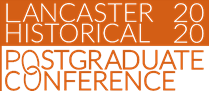 LANCASTER 20
HISTORICAL 20
POSTGRADUATE
CONFERENCE